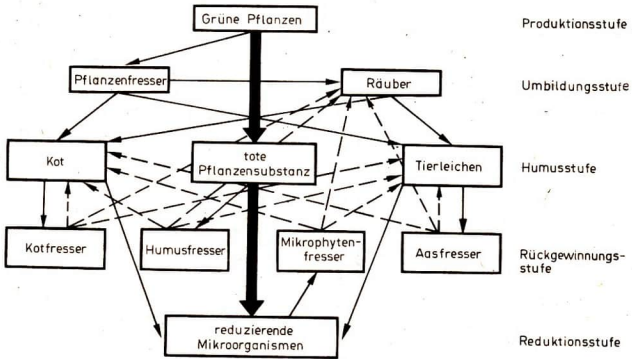 Grüne Pflanzen
Produktionsstufe
Pflanzenfresser
Räuber
Umbildungsstufe
Kot
tote
Pflanzensubstanz
Tierleichen
Humusstufe
Kotfresser
Humusfresser
Mikrophyten-
fresser
Aasfresser
Rückgewinnungs-
stufe
reduzierende
Mikroorganismen
Reduktionsstufe